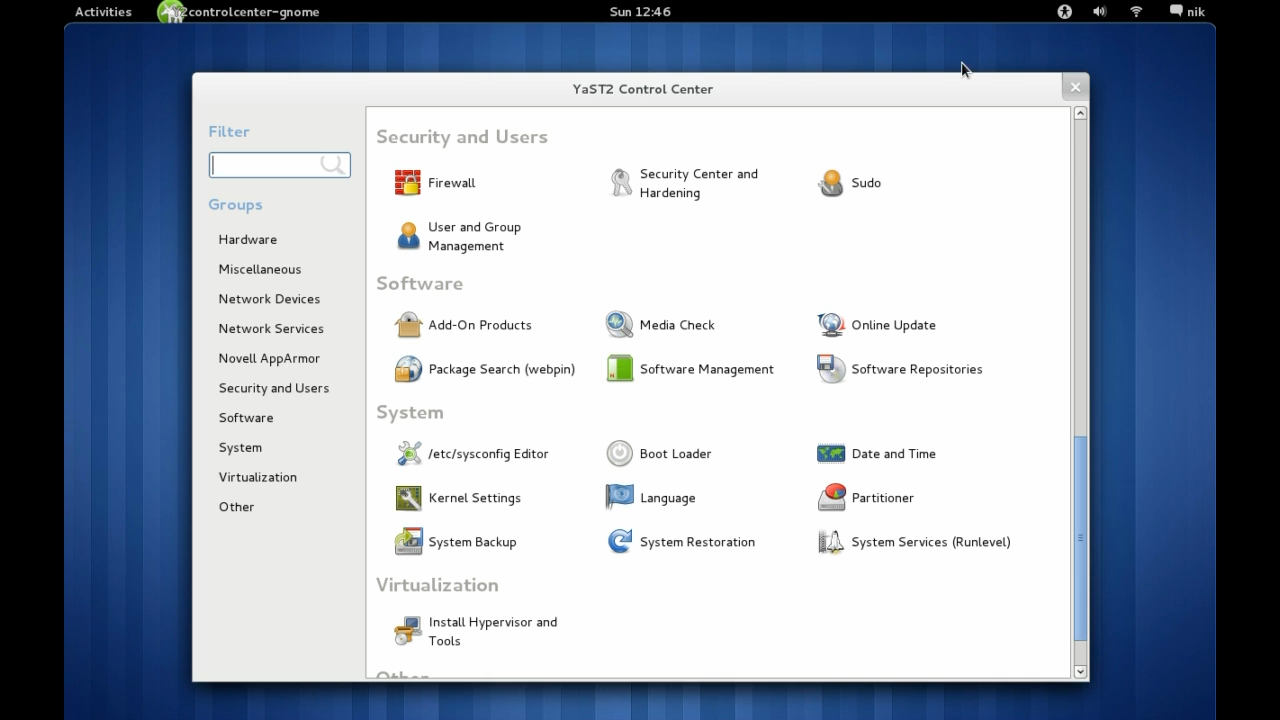 Activities
2controlcenter-gnome
Sun 12:46
nik
YaST2 Control Center
Filter
Groups
Hardware
Miscellaneous
Network Devices
Network Services
Novell AppArmor
Security and Users
Software
System
Virtualization
Other
Security and Users
Firewall
Security Center and
Hardening
Sudo
User and Group
Management
Software
Add-On Products
Media Check
Online Update
Package Search (webpin)
Software Management
Software Repositories
System
/etc/sysconfig Editor
Boot Loader
Date and Time
Kernel Settings
Language
Partitioner
System Backup
System Restoration
System Services (Runlevel)
Virtualization
Install Hypervisor and
Tools
Other